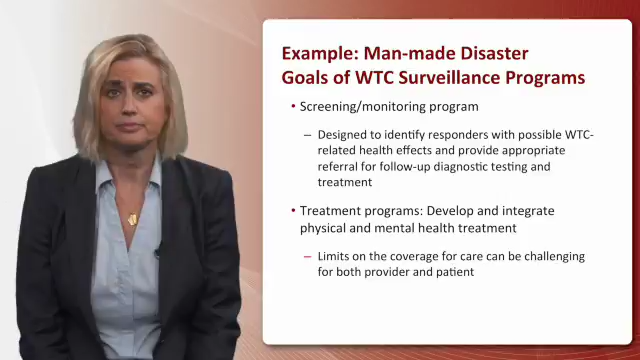 Example: Man-made Disaster
Goals of WTC Surveillance Programs
• Screening/monitoring program
– Designed to identify responders with possible WTC-
related health effects and provide appropriate
referral for follow-up diagnostic testing and
treatment
• Treatment programs: Develop and integrate
physical and mental health treatment
– Limits on the coverage for care can be challenging
for both provider and patient